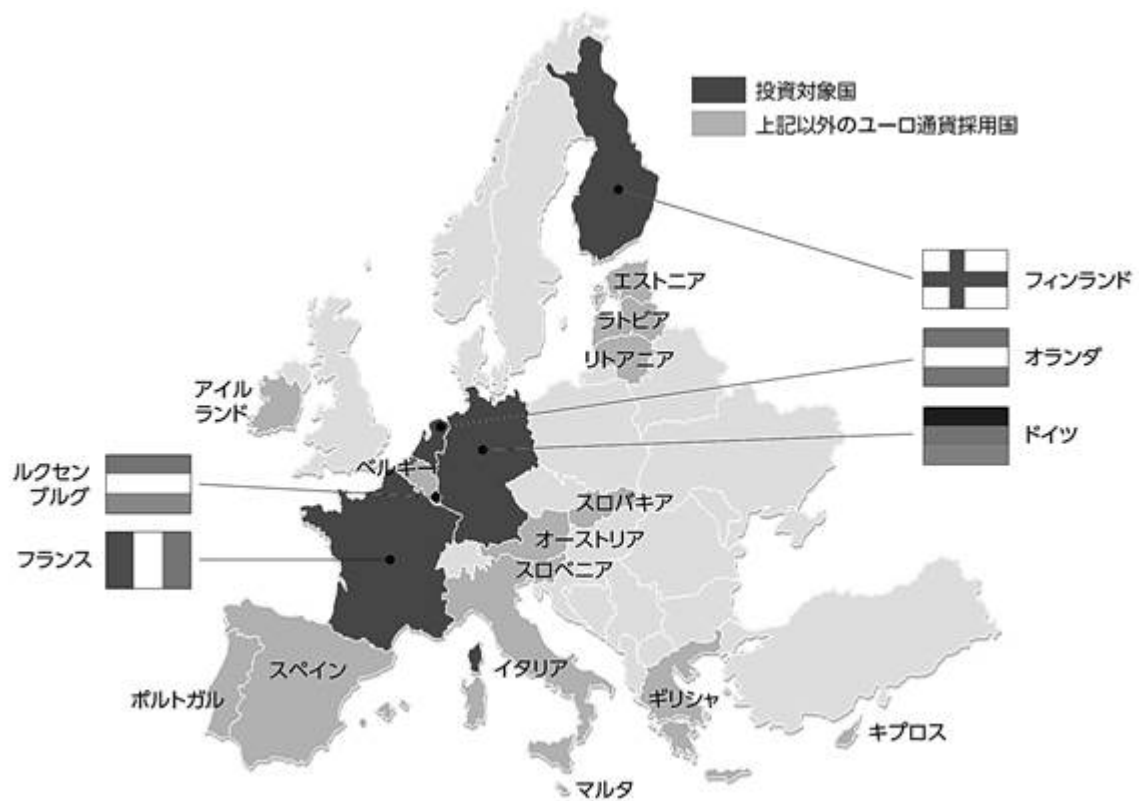 投資対象国
上記以外のユーロ通貨採用国
エストニア
フィンランド
ラトビア
リトアニア
オランダ
アイル
ランド
ドイツ
ベルギー
ルクセン
ブルグ
スロバキア
オーストリア
フランス
スロベニア
スペイン
イタリア
ポルトガル
ギリシャ
キプロス
マルタ